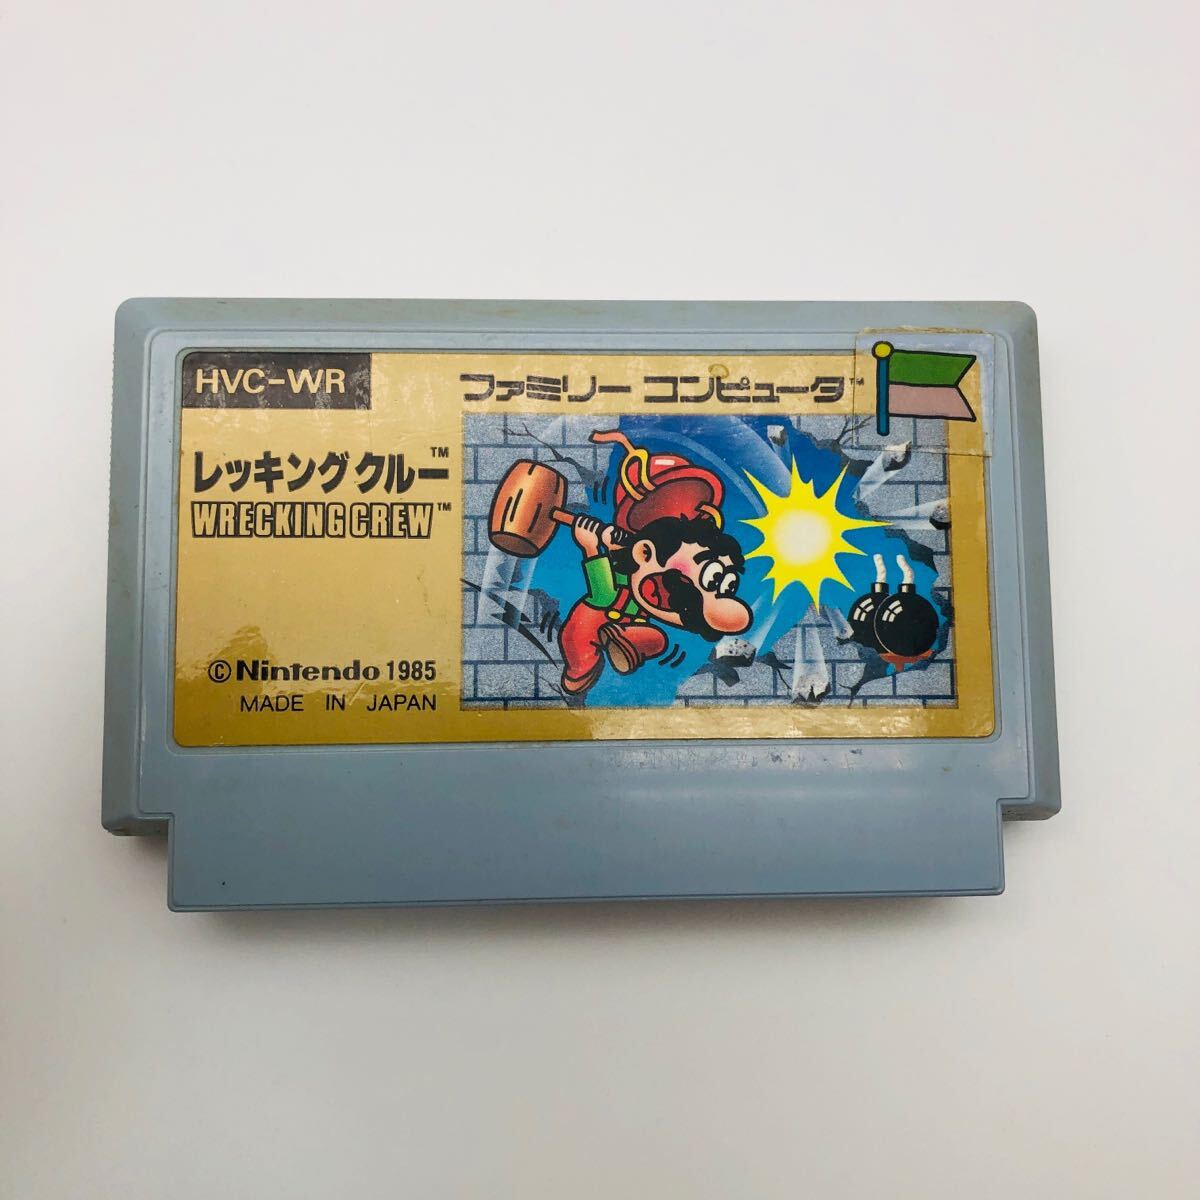 HVC-WR
ファミリー コンピュータ™
レッキングクルー™
WRECKING CREW™
©Nintendo 1985
MADE IN JAPAN